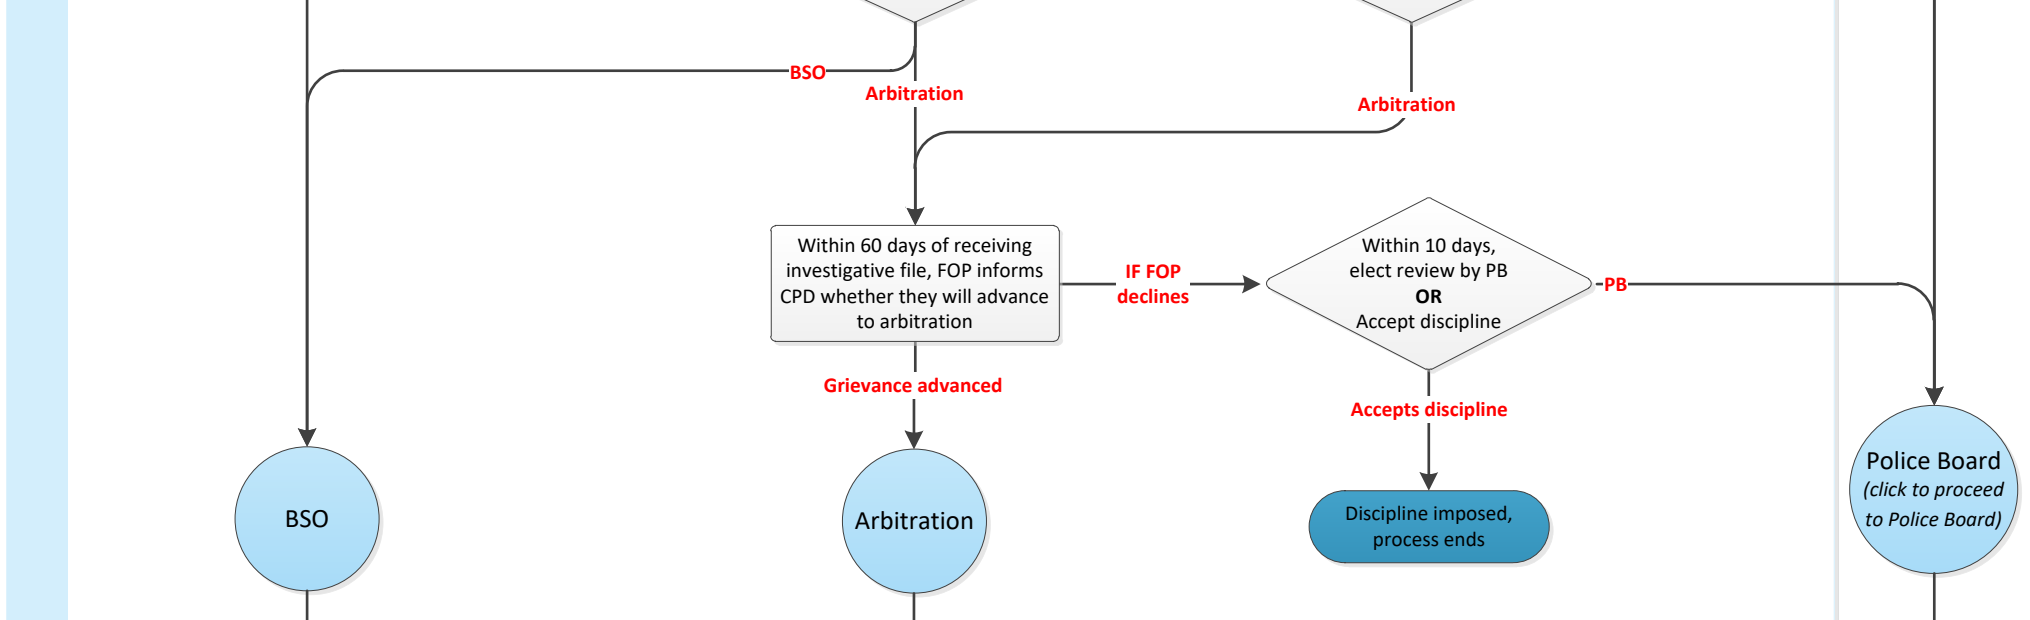 BSO
Arbitration
Arbitration
Within 60 days of receiving
investigative file, FOP informs
CPD whether they will advance
to arbitration
IF FOP
declines
Within 10 days,
elect review by PB
OR
Accept discipline
PB
Grievance advanced
Accepts discipline
BSO
Arbitration
Discipline imposed,
process ends
Police Board
(click to proceed
to Police Board)